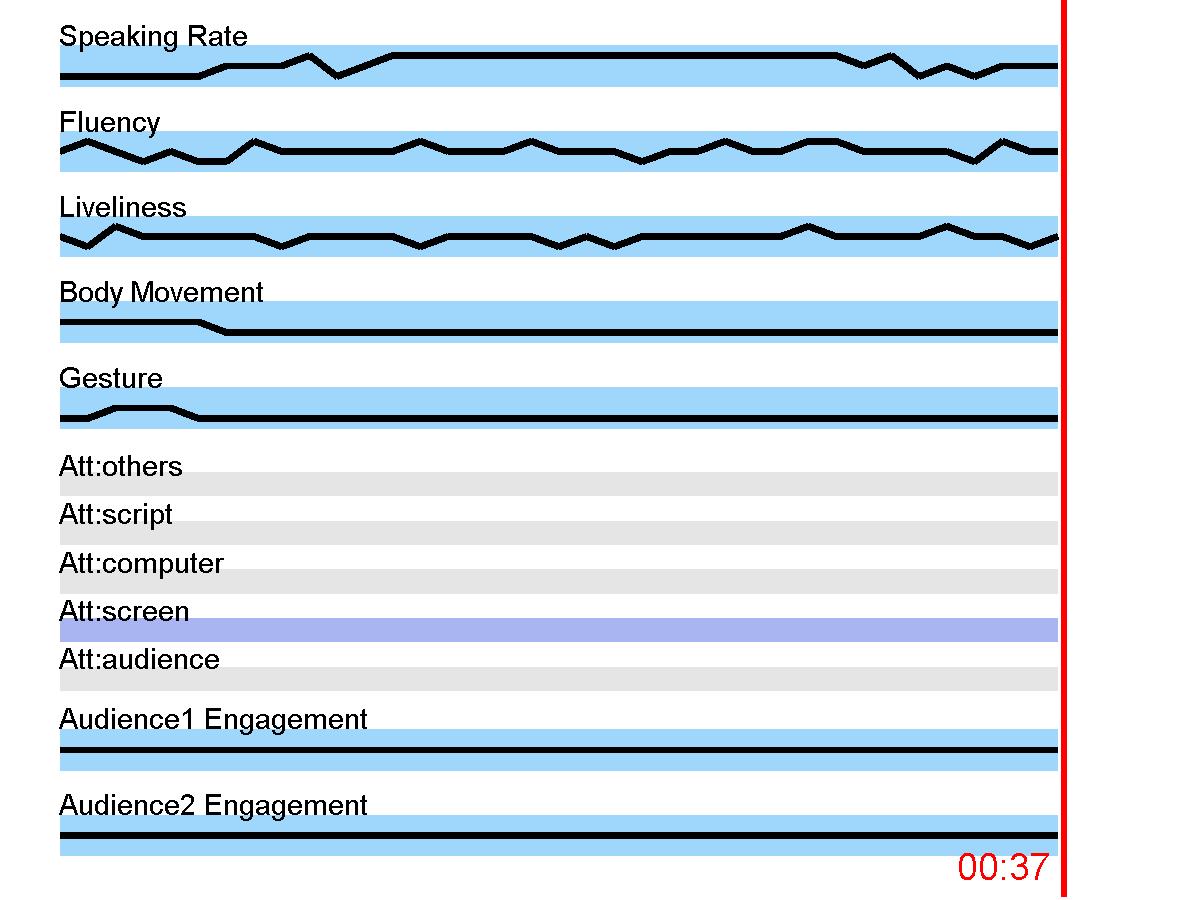 Speaking Rate
Fluency
Liveliness
Body Movement
Gesture
Att:others
Att:script
Att:computer
Att:screen
Att:audience
Audience1 Engagement
Audience2 Engagement
00:37